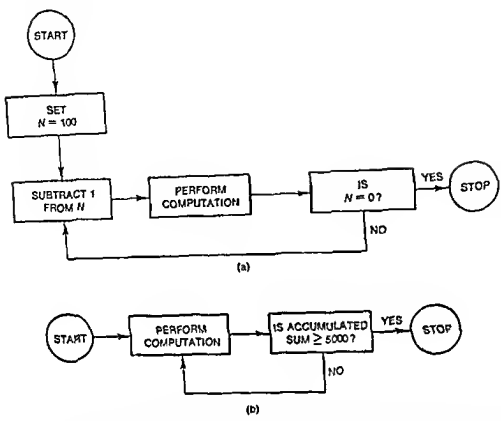 START
SET
N = 100
SUBTRACT 1
FROM N
PERFORM
COMPUTATION
IS
N = 0?
YES
STOP
NO
(a)
START
PERFORM
COMPUTATION
IS ACCUMULATED
SUM ≥ 5000?
YES
STOP
NO
(b)